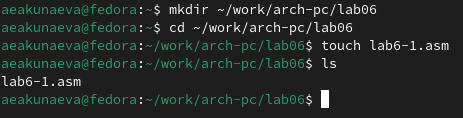 aeakunaeva@fedora:~$ mkdir ~/work/arch-pc/lab06
aeakunaeva@fedora:~$ cd ~/work/arch-pc/lab06
aeakunaeva@fedora:~/work/arch-pc/lab06$ touch lab6-1.asm
aeakunaeva@fedora:~/work/arch-pc/lab06$ ls
lab6-1.asm
aeakunaeva@fedora:~/work/arch-pc/lab06$